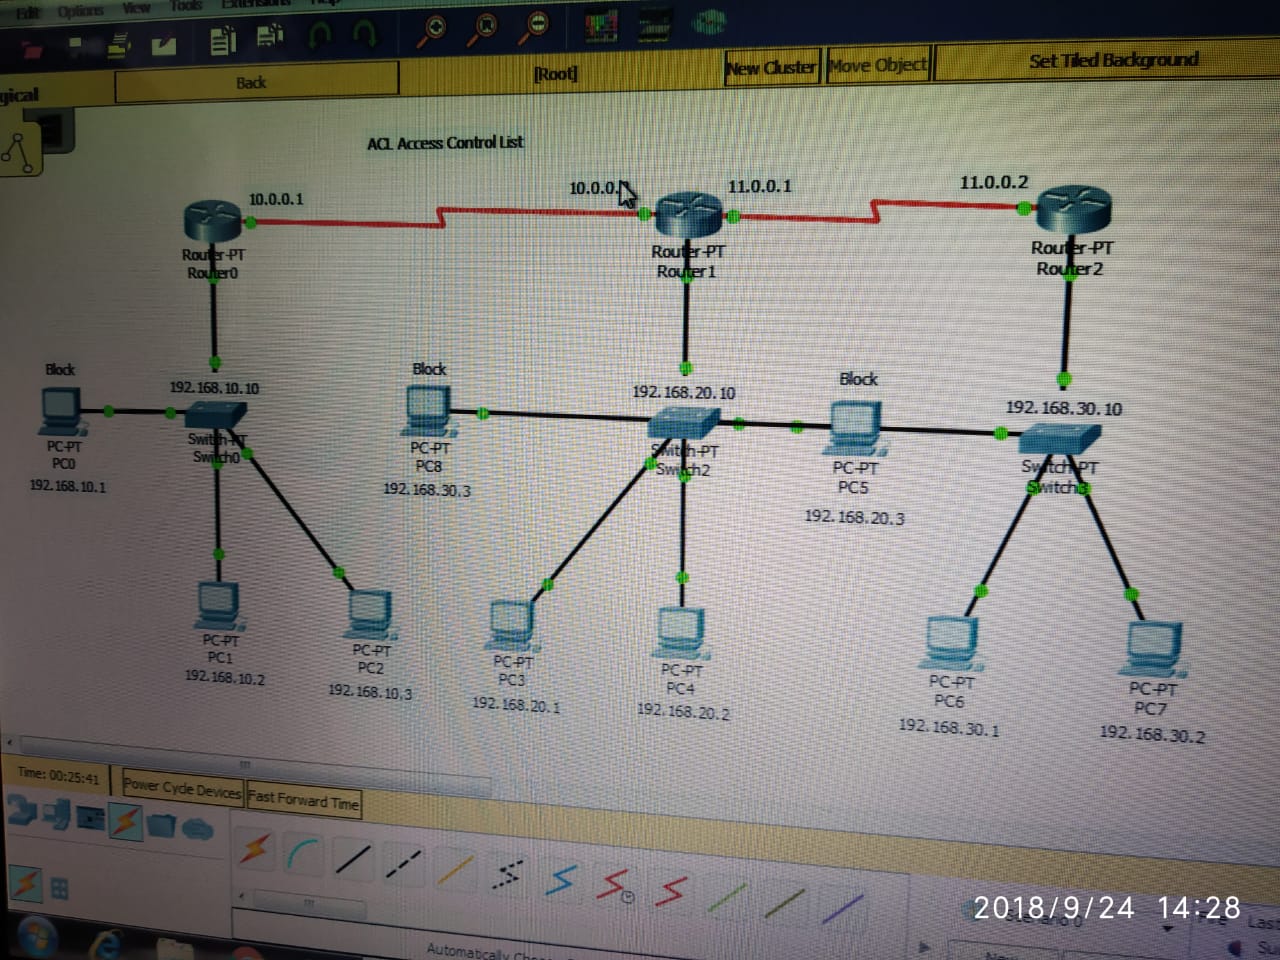 Edit Options View Tools Extensions Help
Back
[Root]
New Cluster
Move Object
Set Tiled Background
ACL Access Control List
10.0.0.1
10.0.0.
11.0.0.1
11.0.0.2
Router-PT
Router0
Router-PT
Router1
Router-PT
Router2
Block
192.168.10.10
Block
192.168.20.10
Block
192.168.30.10
PC-PT
PC0
192.168.10.1
Switch-PT
Switch0
PC-PT
PC8
192.168.30.3
Switch-PT
Switch2
PC-PT
PC5
192.168.20.3
Switch-PT
PC-PT
PC1
192.168.10.2
PC-PT
PC2
192.168.10.3
PC-PT
PC3
192.168.20.1
PC-PT
PC4
192.168.20.2
PC-PT
PC6
192.168.30.1
PC-PT
PC7
192.168.30.2
Time: 00:25:41
Power Cycle Devices
Fast Forward Time
2018/9/24 14:28
Automatically